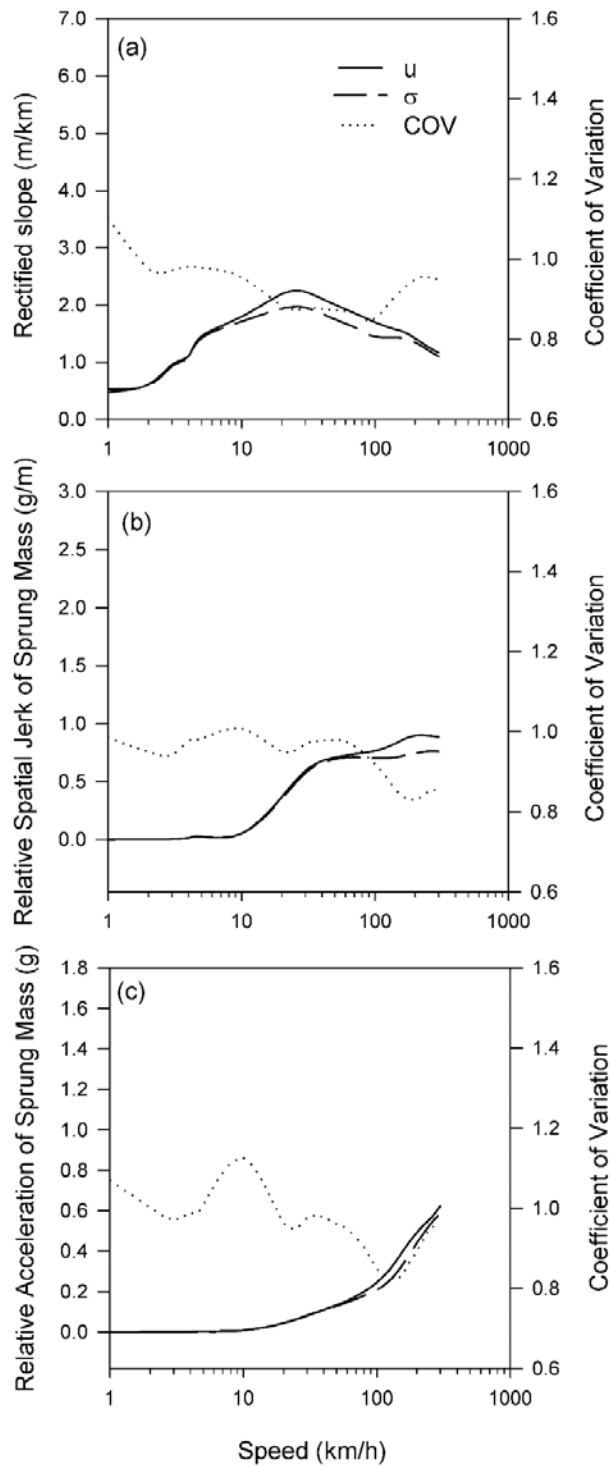 (a)
u
σ
COV
Rectified slope (m/km)
7.0
6.0
5.0
4.0
3.0
2.0
1.0
0.0
1.6
1.4
1.2
1.0
0.8
0.6
Coefficient of Variation
1 10 100 1000
(b)
Relative Spatial Jerk of Sprung Mass (g/m)
3.0
2.5
2.0
1.5
1.0
0.5
0.0
1.6
1.4
1.2
1.0
0.8
0.6
Coefficient of Variation
1 10 100 1000
(c)
Relative Acceleration of Sprung Mass (g)
1.8
1.6
1.4
1.2
1.0
0.8
0.6
0.4
0.2
0.0
1.6
1.4
1.2
1.0
0.8
0.6
Coefficient of Variation
1 10 100 1000
Speed (km/h)